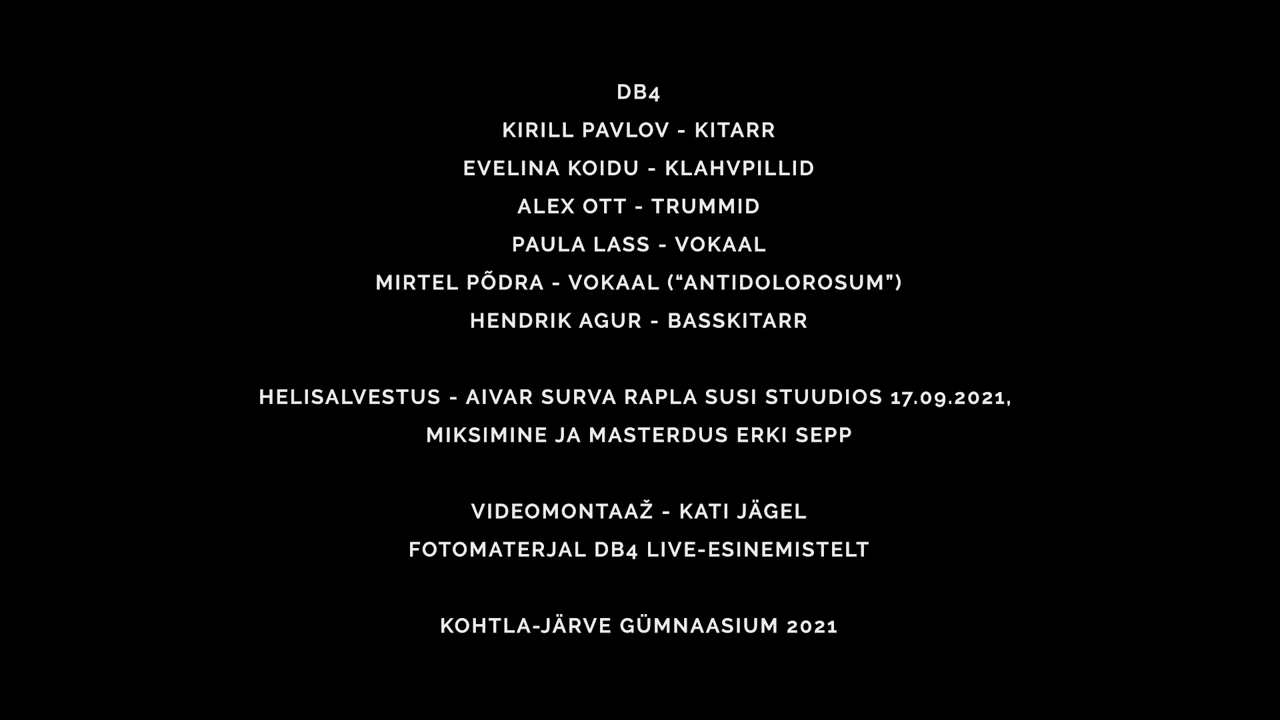 DB4
KIRILL PAVLOV - KITARR
EVELINA KOIDU - KLAHVPILLID
ALEX OTT - TRUMMID
PAULA LASS - VOKAAL
MIRTEL PÕDRA - VOKAAL (“ANTIDOLOROSUM”)
HENDRIK AGUR - BASSKITARR
HELISALVESTUS - AIVAR SURVA RAPLA SUSI STUUDIOS 17.09.2021,
MIKSIMINE JA MASTERDUS ERKI SEPP
VIDEOMONTAAŽ - KATI JÄGEL
FOTOMATERJAL DB4 LIVE-ESINEMISTELT
KOHTLA-JÄRVE GÜMNAASIUM 2021